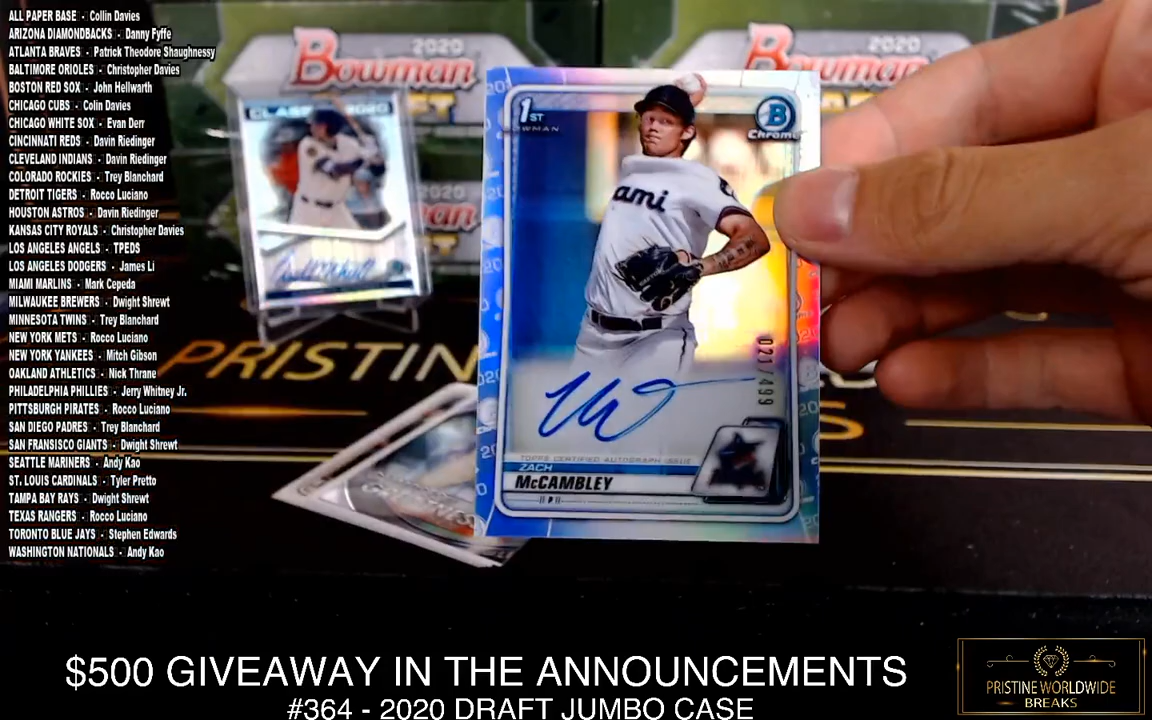 ALL PAPER BASE - Collin Davies
ARIZONA DIAMONDBACKS - Danny Fyffe
ATLANTA BRAVES - Patrick Theodore Shaughnessy
BALTIMORE ORIOLES - Christopher Davies
BOSTON RED SOX - John Hellwarth
CHICAGO CUBS - Colin Davies
CHICAGO WHITE SOX - Evan Derr
CINCINNATI REDS - Davin Riedinger
CLEVELAND INDIANS - Davin Riedinger
COLORADO ROCKIES - Trey Blanchard
DETROIT TIGERS - Rocco Luciano
HOUSTON ASTROS - Davin Riedinger
KANSAS CITY ROYALS - Christopher Davies
LOS ANGELES ANGELS - TPEDS
LOS ANGELES DODGERS - James Li
MIAMI MARLINS - Mark Cepeda
MILWAUKEE BREWERS - Dwight Shrewt
MINNESOTA TWINS - Trey Blanchard
NEW YORK METS - Rocco Luciano
NEW YORK YANKEES - Mitch Gibson
OAKLAND ATHLETICS - Nick Thrane
PHILADELPHIA PHILLIES - Jerry Whitney Jr.
PITTSBURGH PIRATES - Rocco Luciano
SAN DIEGO PADRES - Trey Blanchard
SAN FRANSISCO GIANTS - Dwight Shrewt
SEATTLE MARINERS - Andy Kao
ST. LOUIS CARDINALS - Tyler Pretto
TAMPA BAY RAYS - Dwight Shrewt
TEXAS RANGERS - Rocco Luciano
TORONTO BLUE JAYS - Stephen Edwards
WASHINGTON NATIONALS - Andy Kao
2020
Bowman
2020
Bowman
2020
1ST
OWMAN
B
Chrome
ami
021/499
TOPPS CERTIFIED AUTOGRAPH ISSUE
ZACH
McCAMBLEY
P
PRISTIN
$500 GIVEAWAY IN THE ANNOUNCEMENTS
#364 - 2020 DRAFT JUMBO CASE
PRISTINE WORLDWIDE
BREAKS